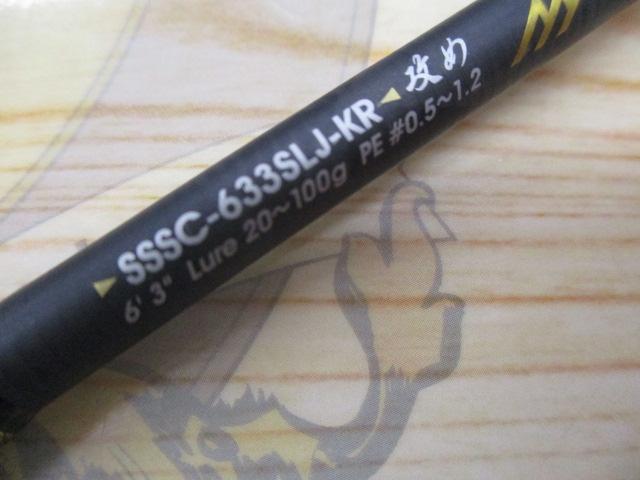 SSSC-633SLJ-KR 攻め
6' 3" Lure 20~100g PE #0.5~1.2